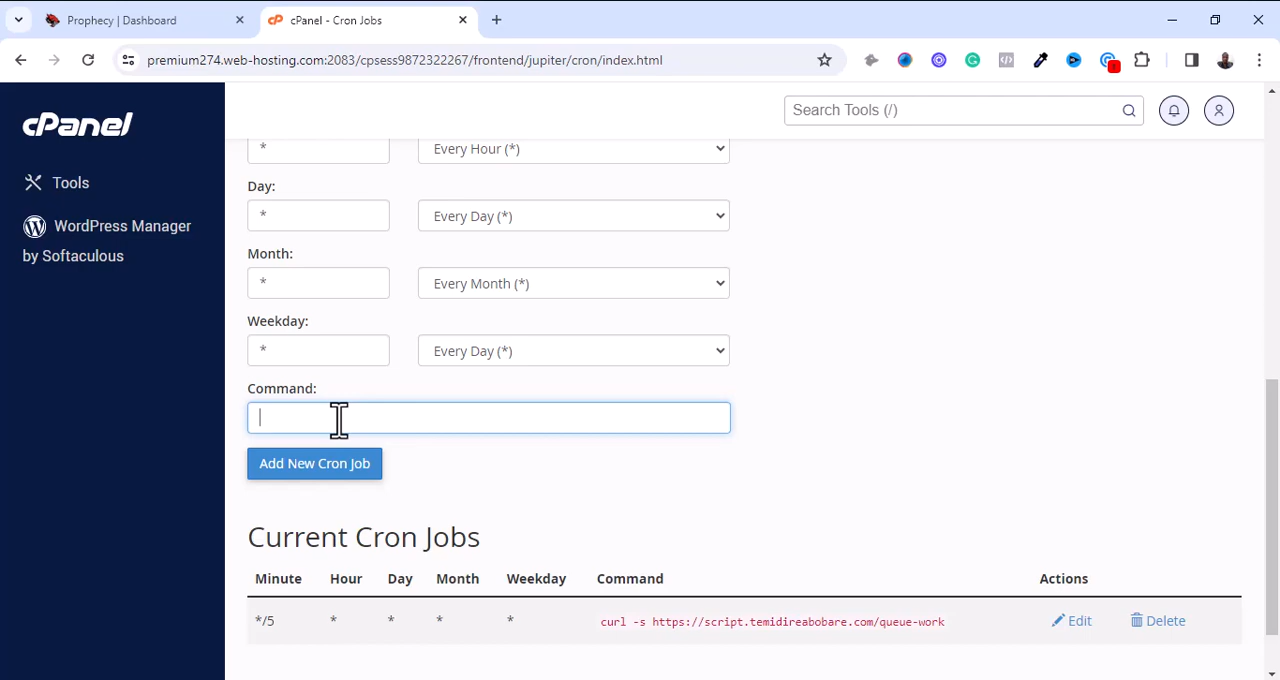 Prophecy | Dashboard
cPanel - Cron Jobs
premium274.web-hosting.com:2083/cpsess9872322267/frontend/jupiter/cron/index.html
cPanel
Search Tools (/)
Tools
WordPress Manager
by Softaculous
* Every Hour (*)
Day:
* Every Day (*)
Month:
* Every Month (*)
Weekday:
* Every Day (*)
Command:
Add New Cron Job
Current Cron Jobs
Minute Hour Day Month Weekday Command Actions
*/5 * * * * curl -s https://script.temidireabobare.com/queue-work Edit Delete